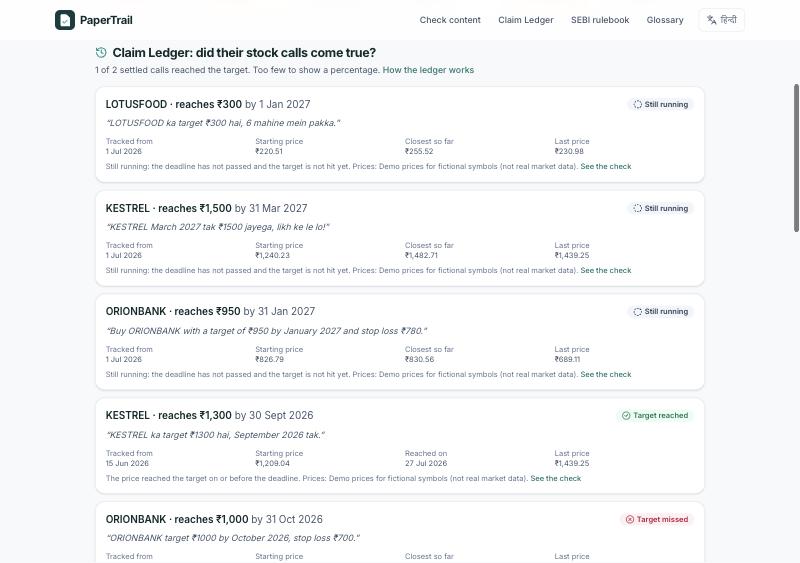 PaperTrail
Check content
Claim Ledger
SEBI rulebook
Glossary
हिन्दी
Claim Ledger: did their stock calls come true?
1 of 2 settled calls reached the target. Too few to show a percentage. How the ledger works
LOTUSFOOD · reaches ₹300 by 1 Jan 2027
Still running
"LOTUSFOOD ka target ₹300 hai, 6 mahine mein pakka."
Tracked from Starting price Closest so far Last price
1 Jul 2026 ₹220.51 ₹255.52 ₹230.98
Still running: the deadline has not passed and the target is not hit yet. Prices: Demo prices for fictional symbols (not real market data). See the check
KESTREL · reaches ₹1,500 by 31 Mar 2027
Still running
"KESTREL March 2027 tak ₹1500 jayega, likh ke le lo!"
Tracked from Starting price Closest so far Last price
1 Jul 2026 ₹1,240.23 ₹1,482.71 ₹1,439.25
Still running: the deadline has not passed and the target is not hit yet. Prices: Demo prices for fictional symbols (not real market data). See the check
ORIONBANK · reaches ₹950 by 31 Jan 2027
Still running
"Buy ORIONBANK with a target of ₹950 by January 2027 and stop loss ₹780."
Tracked from Starting price Closest so far Last price
1 Jul 2026 ₹826.79 ₹830.56 ₹689.11
Still running: the deadline has not passed and the target is not hit yet. Prices: Demo prices for fictional symbols (not real market data). See the check
KESTREL · reaches ₹1,300 by 30 Sept 2026
Target reached
"KESTREL ka target ₹1300 hai, September 2026 tak."
Tracked from Starting price Reached on Last price
15 Jun 2026 ₹1,209.04 27 Jul 2026 ₹1,439.25
The price reached the target on or before the deadline. Prices: Demo prices for fictional symbols (not real market data). See the check
ORIONBANK · reaches ₹1,000 by 31 Oct 2026
Target missed
"ORIONBANK target ₹1000 by October 2026, stop loss ₹700."
Tracked from Starting price Closest so far Last price